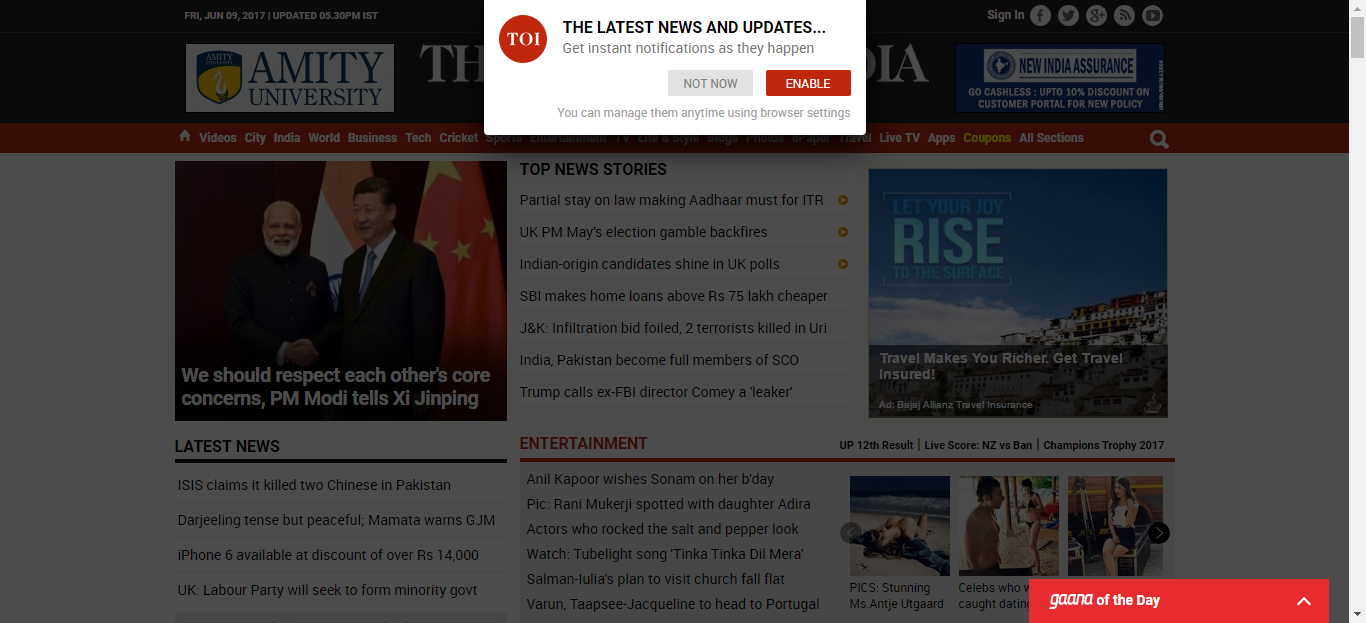 FRI, JUN 09, 2017 | UPDATED 05.30PM IST
Sign In
TOI
THE LATEST NEWS AND UPDATES...
Get instant notifications as they happen
NOT NOW
ENABLE
You can manage them anytime using browser settings
AMITY
UNIVERSITY
AMITY
UNIVERSITY
NEW INDIA ASSURANCE
GO CASHLESS : UPTO 10% DISCOUNT ON
CUSTOMER PORTAL FOR NEW POLICY
Videos City India World Business Tech Cricket Sports Entertainment TV Life & Style Blogs Photos ePaper Travel Live TV Apps Coupons All Sections
We should respect each other's core
concerns, PM Modi tells Xi Jinping
TOP NEWS STORIES
Partial stay on law making Aadhaar must for ITR
UK PM May's election gamble backfires
Indian-origin candidates shine in UK polls
SBI makes home loans above Rs 75 lakh cheaper
J&K: Infiltration bid foiled, 2 terrorists killed in Uri
India, Pakistan become full members of SCO
Trump calls ex-FBI director Comey a 'leaker'
LET YOUR JOY
RISE
TO THE SURFACE
Travel Makes You Richer. Get Travel
Insured!
Ad: Bajaj Allianz Travel Insurance
LATEST NEWS
ISIS claims it killed two Chinese in Pakistan
Darjeeling tense but peaceful; Mamata warns GJM
iPhone 6 available at discount of over Rs 14,000
UK: Labour Party will seek to form minority govt
ENTERTAINMENT
UP 12th Result | Live Score: NZ vs Ban | Champions Trophy 2017
Anil Kapoor wishes Sonam on her b'day
Pic: Rani Mukerji spotted with daughter Adira
Actors who rocked the salt and pepper look
Watch: Tubelight song 'Tinka Tinka Dil Mera'
Salman-Iulia's plan to visit church fall flat
Varun, Taapsee-Jacqueline to head to Portugal
PICS: Stunning
Ms.Antje Utgaard
Celebs who
caught dating
gaana of the Day